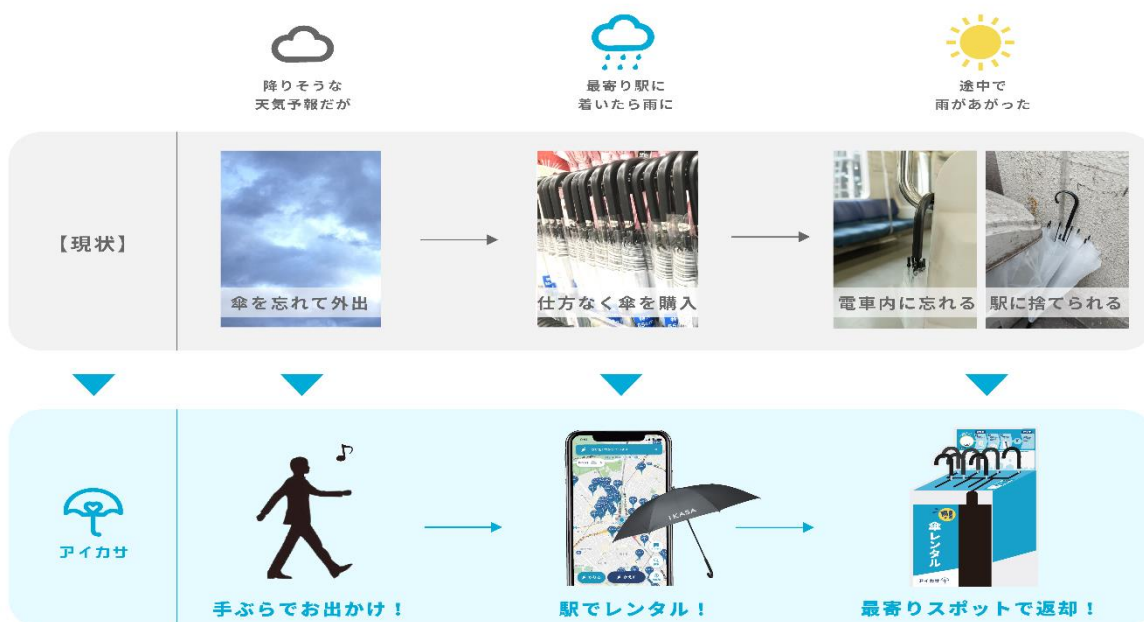 降りそうな
天気予報だが
最寄り駅に
着いたら雨に
途中で
雨があがった
【現状】
傘を忘れて外出
仕方なく傘を購入
電車内に忘れる
駅に捨てられる
アイカサ
手ぶらでお出かけ！
IKASA
駅でレンタル！
傘レンタル
アイカサ
最寄りスポットで返却！